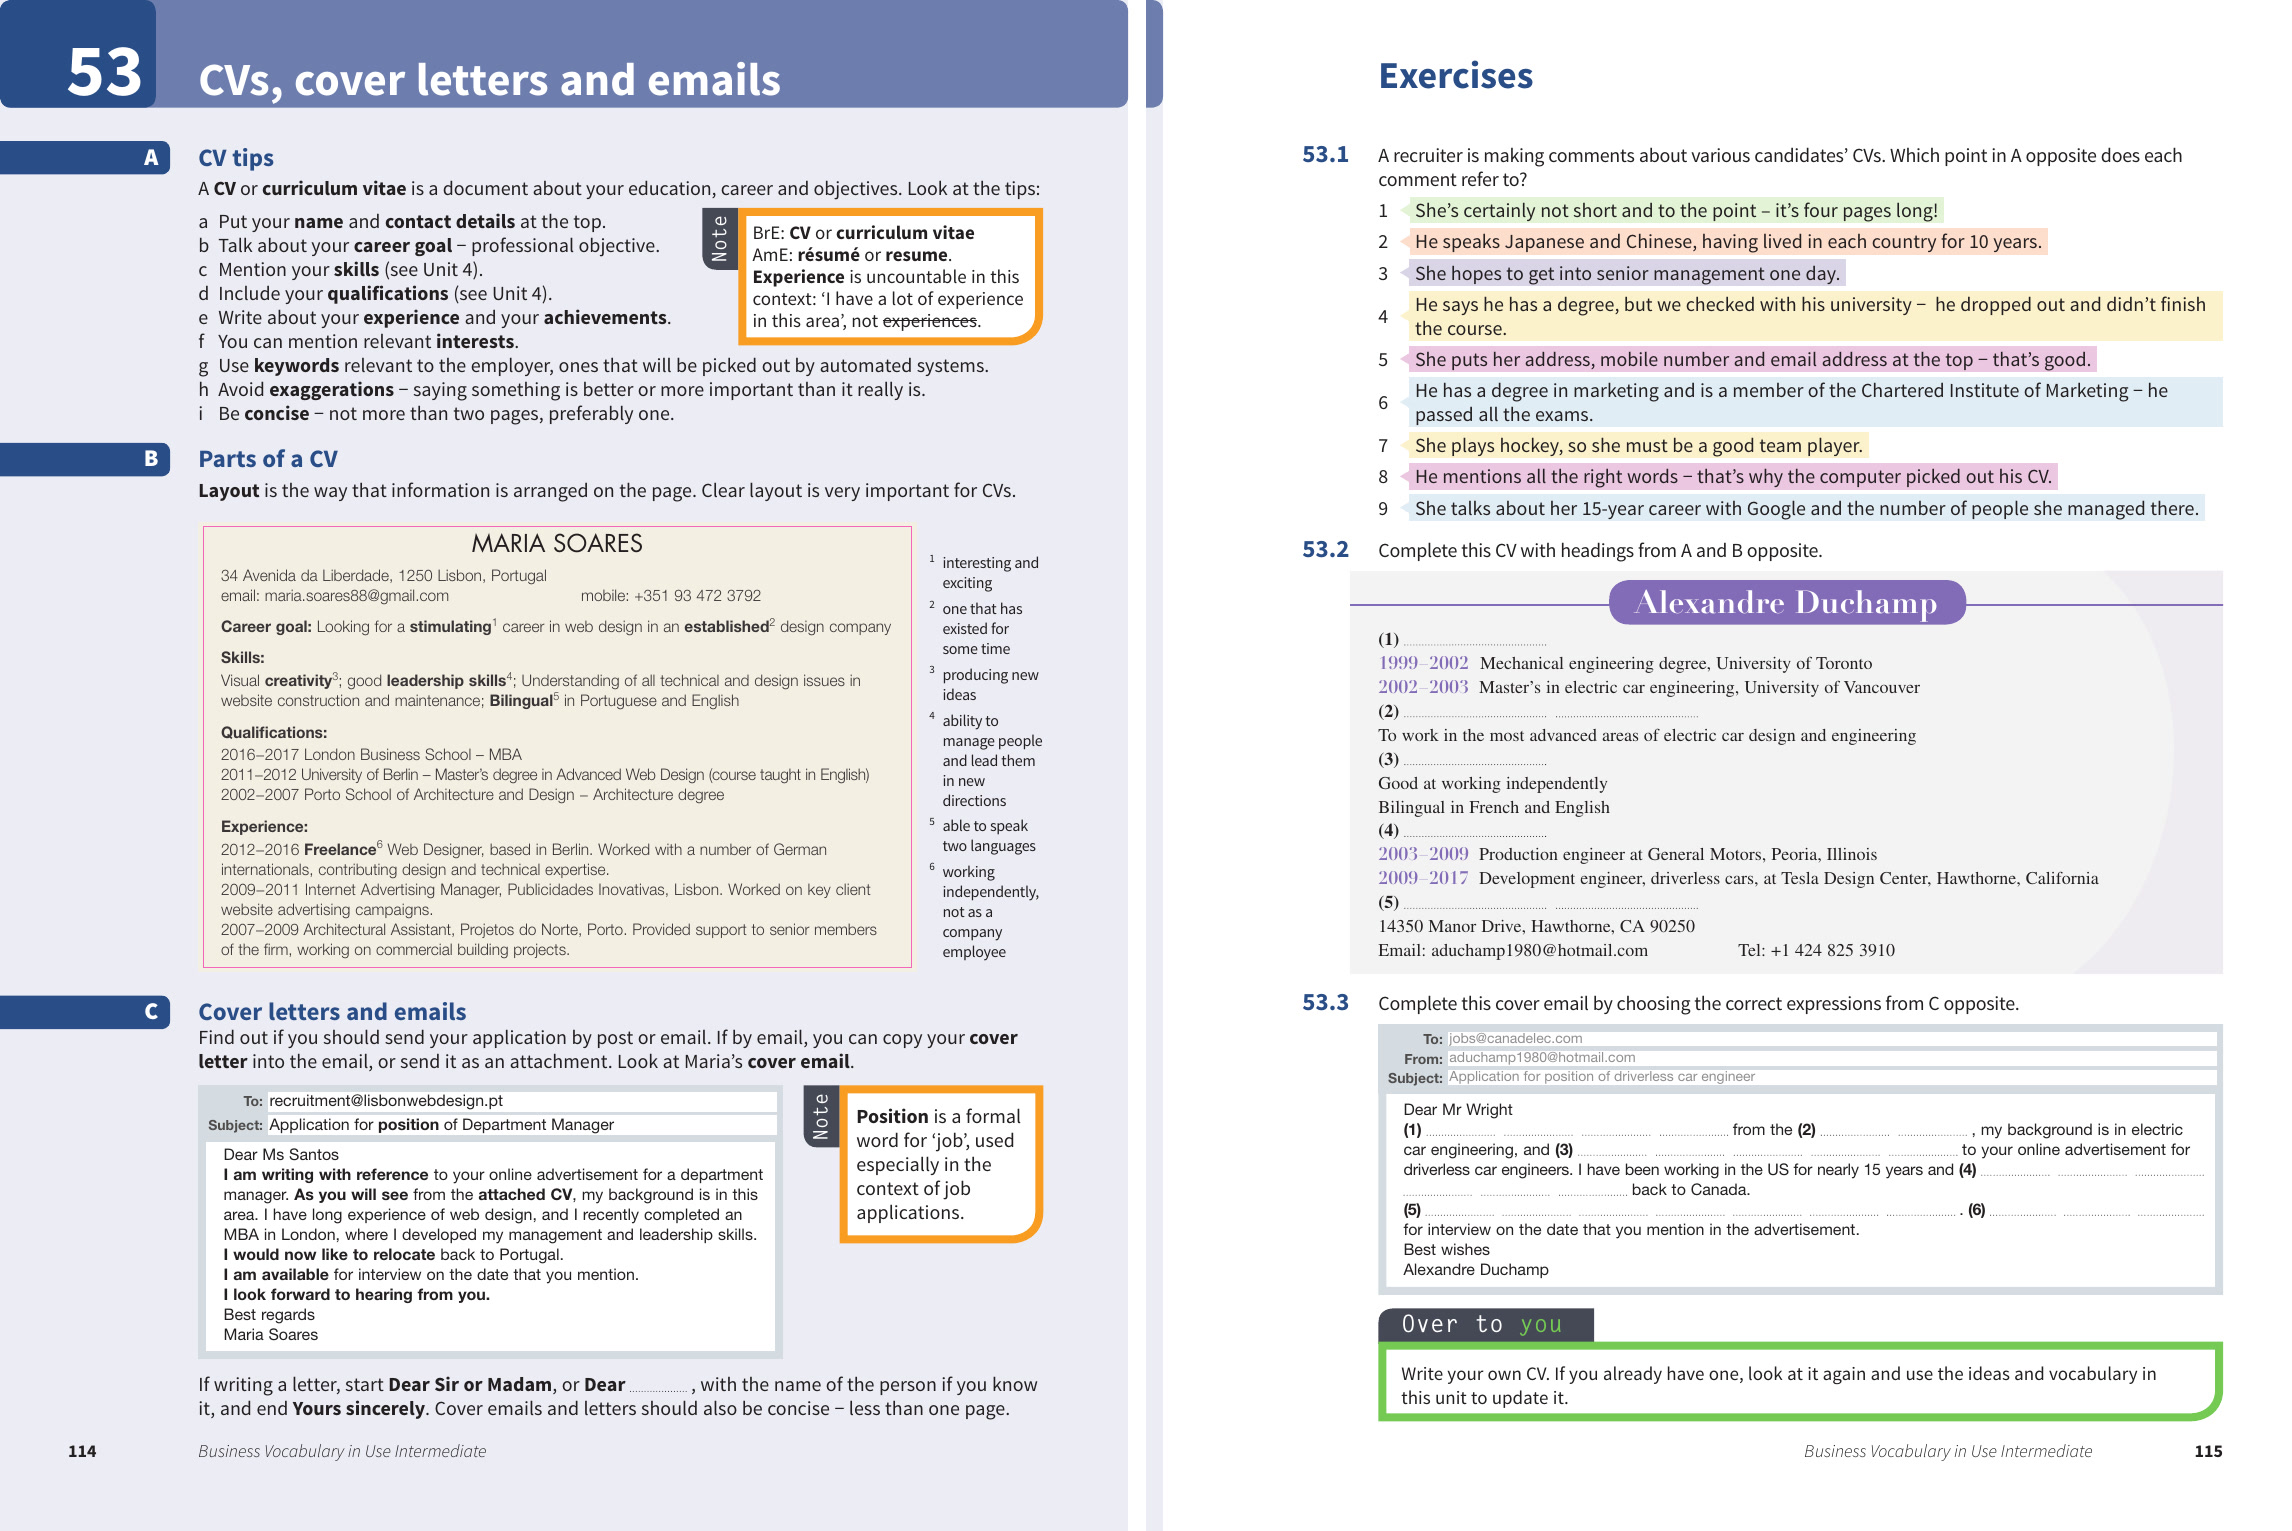 53
CVs, cover letters and emails
A
CV tips
A CV or curriculum vitae is a document about your education, career and objectives. Look at the tips:
a Put your name and contact details at the top.
b Talk about your career goal – professional objective.
c Mention your skills (see Unit 4).
d Include your qualifications (see Unit 4).
e Write about your experience and your achievements.
f You can mention relevant interests.
g Use keywords relevant to the employer, ones that will be picked out by automated systems.
h Avoid exaggerations – saying something is better or more important than it really is.
i Be concise – not more than two pages, preferably one.
Note
BrE: CV or curriculum vitae
AmE: résumé or resume.
Experience is uncountable in this
context: ‘I have a lot of experience
in this area’, not experiences.
B
Parts of a CV
Layout is the way that information is arranged on the page. Clear layout is very important for CVs.
MARIA SOARES
34 Avenida da Liberdade, 1250 Lisbon, Portugal
email: maria.soares88@gmail.com mobile: +351 93 472 3792
Career goal: Looking for a stimulating1 career in web design in an established2 design company
Skills:
Visual creativity3; good leadership skills4; Understanding of all technical and design issues in
website construction and maintenance; Bilingual5 in Portuguese and English
Qualifications:
2016–2017 London Business School – MBA
2011–2012 University of Berlin – Master’s degree in Advanced Web Design (course taught in English)
2002–2007 Porto School of Architecture and Design – Architecture degree
Experience:
2012–2016 Freelance6 Web Designer, based in Berlin. Worked with a number of German
internationals, contributing design and technical expertise.
2009–2011 Internet Advertising Manager, Publicidades Inovativas, Lisbon. Worked on key client
website advertising campaigns.
2007–2009 Architectural Assistant, Projetos do Norte, Porto. Provided support to senior members
of the firm, working on commercial building projects.
1 interesting and
exciting
2 one that has
existed for
some time
3 producing new
ideas
4 ability to
manage people
and lead them
in new
directions
5 able to speak
two languages
6 working
independently,
not as a
company
employee
C
Cover letters and emails
Find out if you should send your application by post or email. If by email, you can copy your cover
letter into the email, or send it as an attachment. Look at Maria’s cover email.
To: recruitment@lisbonwebdesign.pt
Subject: Application for position of Department Manager
Dear Ms Santos
I am writing with reference to your online advertisement for a department
manager. As you will see from the attached CV, my background is in this
area. I have long experience of web design, and I recently completed an
MBA in London, where I developed my management and leadership skills.
I would now like to relocate back to Portugal.
I am available for interview on the date that you mention.
I look forward to hearing from you.
Best regards
Maria Soares
Note
Position is a formal
word for ‘job’, used
especially in the
context of job
applications.
If writing a letter, start Dear Sir or Madam, or Dear ............... , with the name of the person if you know
it, and end Yours sincerely. Cover emails and letters should also be concise – less than one page.
114 Business Vocabulary in Use Intermediate
Exercises
53.1 A recruiter is making comments about various candidates’ CVs. Which point in A opposite does each
comment refer to?
1 She’s certainly not short and to the point – it’s four pages long!
2 He speaks Japanese and Chinese, having lived in each country for 10 years.
3 She hopes to get into senior management one day.
4 He says he has a degree, but we checked with his university – he dropped out and didn’t finish
the course.
5 She puts her address, mobile number and email address at the top – that’s good.
6 He has a degree in marketing and is a member of the Chartered Institute of Marketing – he
passed all the exams.
7 She plays hockey, so she must be a good team player.
8 He mentions all the right words – that’s why the computer picked out his CV.
9 She talks about her 15-year career with Google and the number of people she managed there.
53.2 Complete this CV with headings from A and B opposite.
Alexandre Duchamp
(1) ...............
1999–2002 Mechanical engineering degree, University of Toronto
2002–2003 Master’s in electric car engineering, University of Vancouver
(2) ............... ...............
To work in the most advanced areas of electric car design and engineering
(3) ...............
Good at working independently
Bilingual in French and English
(4) ...............
2003–2009 Production engineer at General Motors, Peoria, Illinois
2009–2017 Development engineer, driverless cars, at Tesla Design Center, Hawthorne, California
(5) ............... ...............
14350 Manor Drive, Hawthorne, CA 90250
Email: aduchamp1980@hotmail.com Tel: +1 424 825 3910
53.3 Complete this cover email by choosing the correct expressions from C opposite.
To: jobs@canadelec.com
From: aduchamp1980@hotmail.com
Subject: Application for position of driverless car engineer
Dear Mr Wright
(1) ............... ............... ............... ............... from the (2) ............... ............... , my background is in electric
car engineering, and (3) ............... ............... ............... ............... ............... to your online advertisement for
driverless car engineers. I have been working in the US for nearly 15 years and (4) ............... ............... ...............
............... ............... ............... back to Canada.
(5) ............... ............... ............... ............... ............... ............... ............... . (6) ............... ............... ...............
for interview on the date that you mention in the advertisement.
Best wishes
Alexandre Duchamp
Over to you
Write your own CV. If you already have one, look at it again and use the ideas and vocabulary in
this unit to update it.
Business Vocabulary in Use Intermediate 115